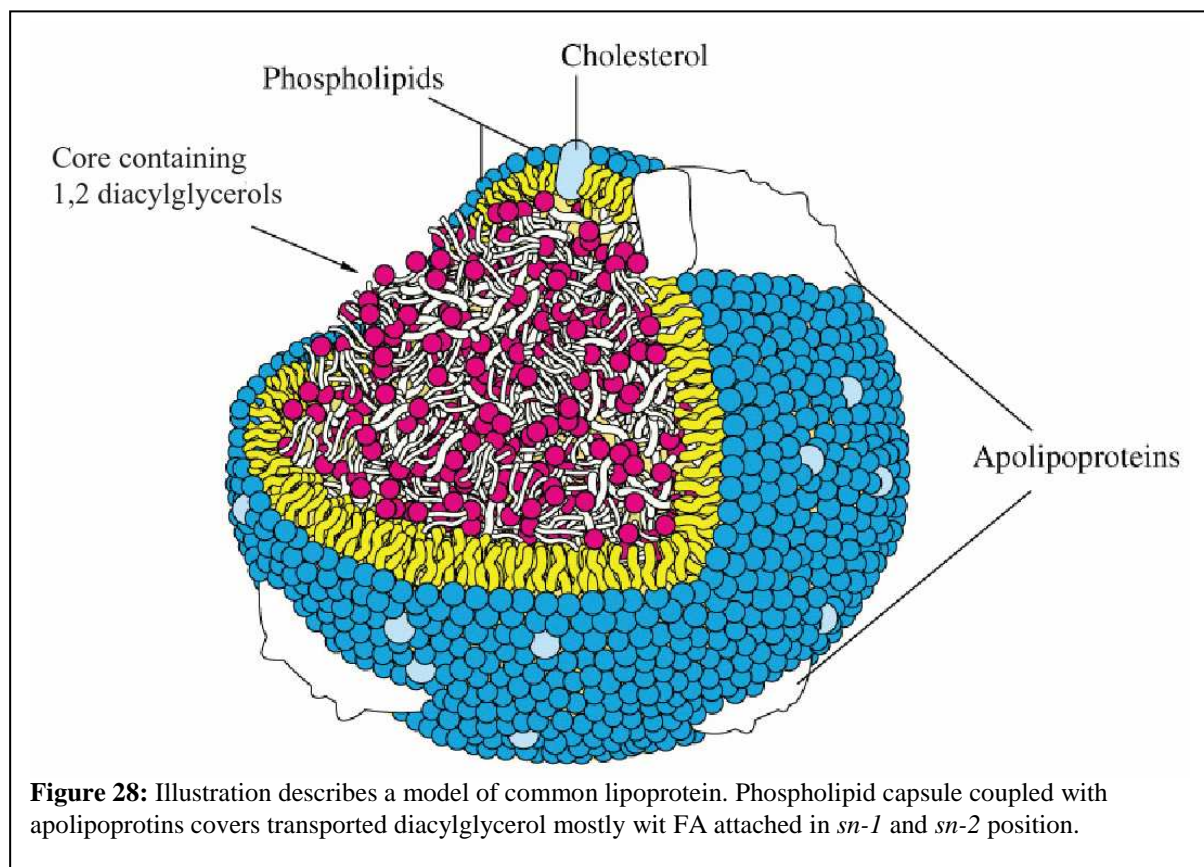 Cholesterol
Phospholipids
Core containing
1,2 diacylglycerols
Apolipoproteins
Figure 28: Illustration describes a model of common lipoprotein. Phospholipid capsule coupled with
apolipoprotins covers transported diacylglycerol mostly wit FA attached in sn-1 and sn-2 position.